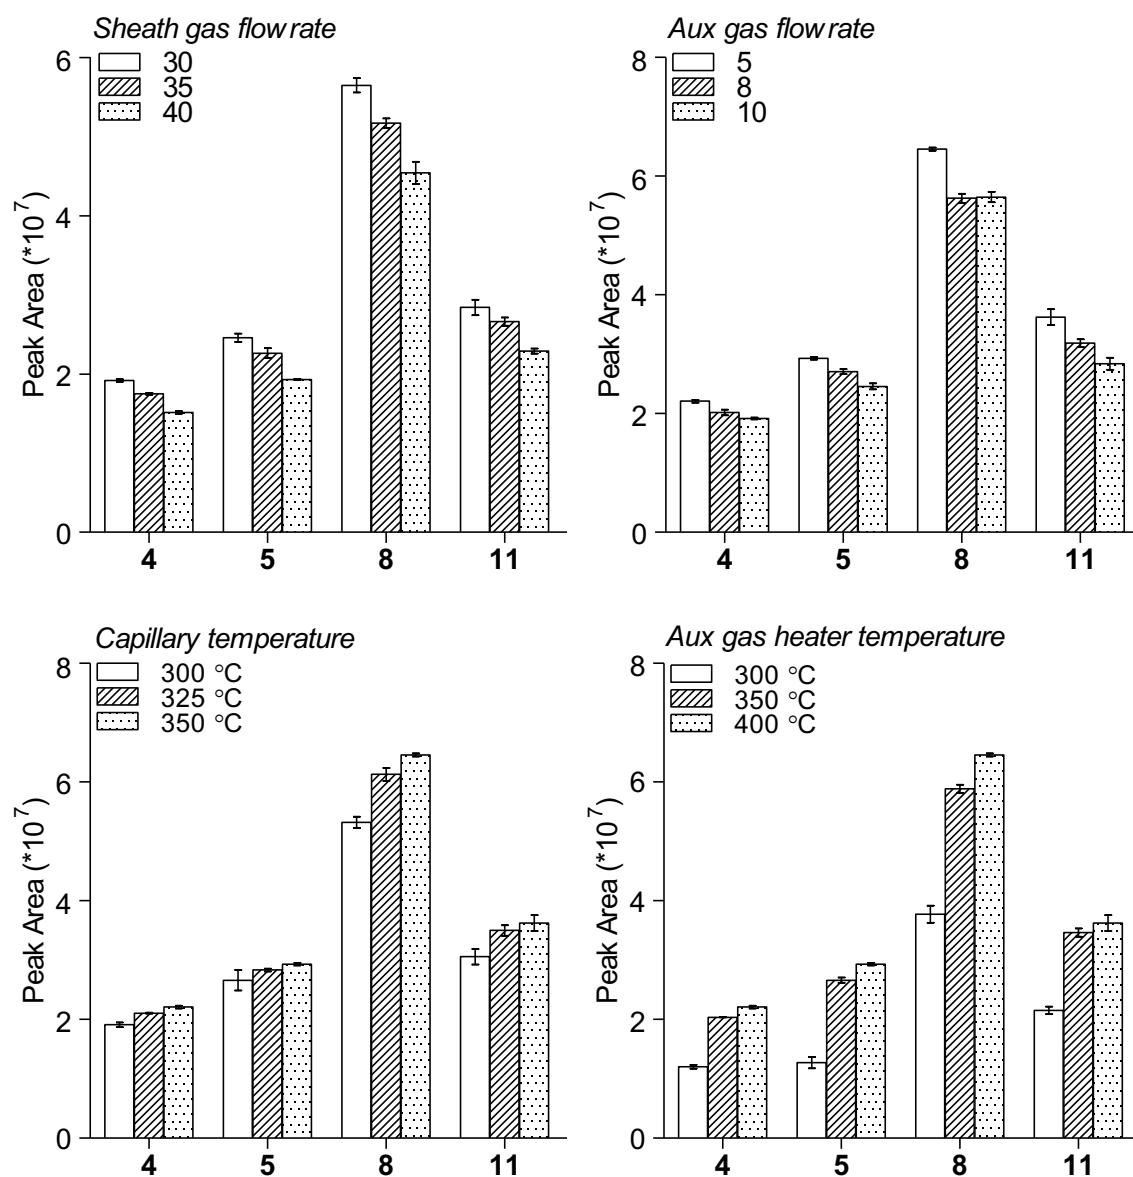 Sheath gas flow rate
30
35
40
6
4
2
0
Peak Area (*10^7)
4 5 8 11
Aux gas flow rate
5
8
10
8
6
4
2
0
Peak Area (*10^7)
4 5 8 11
Capillary temperature
300 °C
325 °C
350 °C
8
6
4
2
0
Peak Area (*10^7)
4 5 8 11
Aux gas heater temperature
300 °C
350 °C
400 °C
8
6
4
2
0
Peak Area (*10^7)
4 5 8 11